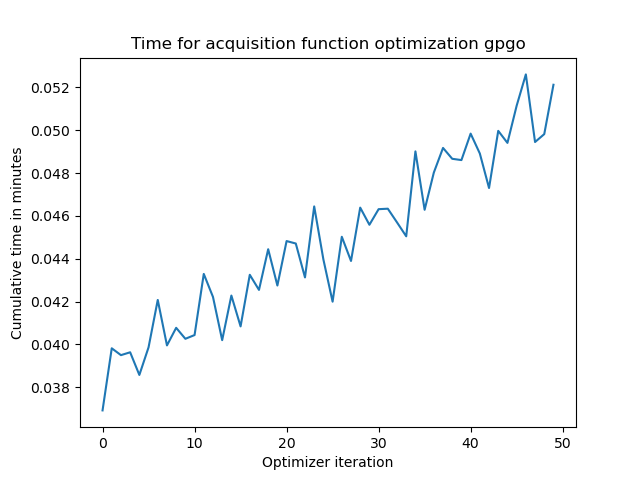 Time for acquisition function optimization gpgo
0.052
0.050
0.048
0.046
0.044
0.042
0.040
0.038
Cumulative time in minutes
0 10 20 30 40 50
Optimizer iteration